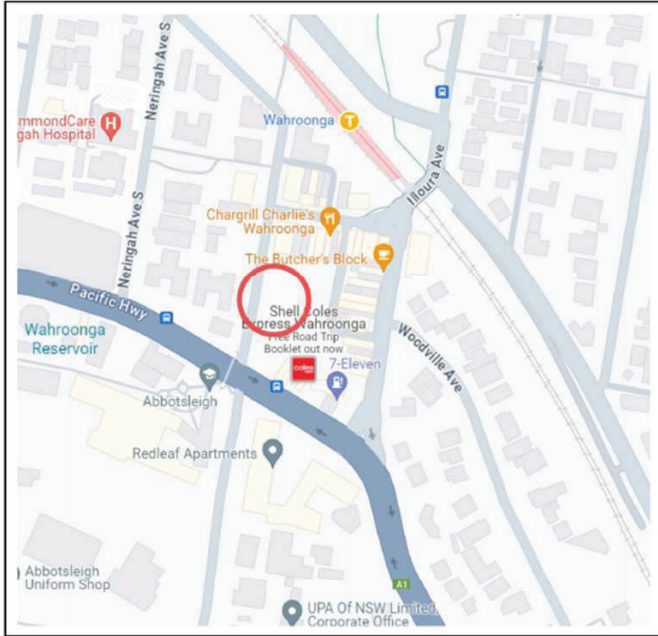 Neringah Ave S
mmondCare
gah Hospital
Wahroonga
T
Illoura Ave
Chargrill Charlie's
Wahroonga
The Butcher's Block
Neringah Ave S
Pacific Hwy
Shell Coles
Express Wahroonga
Free Road Trip
Booklet out now
Wahroonga
Reservoir
coles
7-Eleven
Woodville Ave
Abbotsleigh
Redleaf Apartments
Abbotsleigh
Uniform Shop
A1
UPA Of NSW Limited,
Corporate Office